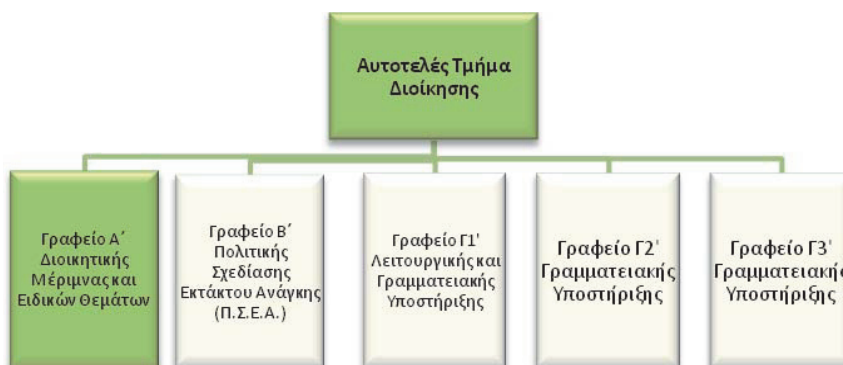 Αυτοτελές Τμήμα
Διοίκησης
Γραφείο Α΄
Διοικητικής
Μέριμνας και
Ειδικών Θεμάτων
Γραφείο Β΄
Πολιτικής
Σχεδίασης
Εκτάκτου Ανάγκης
(Π.Σ.Ε.Α.)
Γραφείο Γ1'
Λειτουργικής και
Γραμματειακής
Υποστήριξης
Γραφείο Γ2'
Γραμματειακής
Υποστήριξης
Γραφείο Γ3'
Γραμματειακής
Υποστήριξης